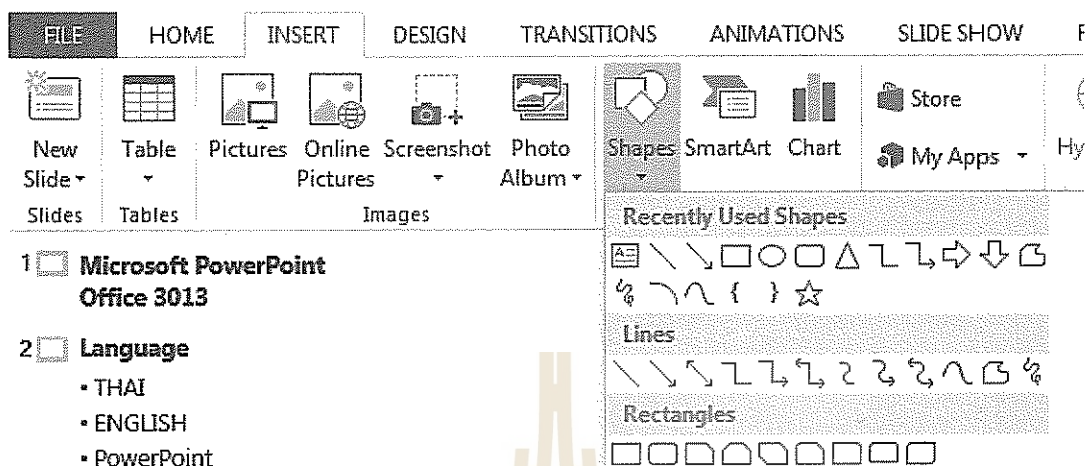 FILE HOME INSERT DESIGN TRANSITIONS ANIMATIONS SLIDE SHOW
New Slide
Table
Pictures
Online Pictures
Screenshot
Photo Album
Shapes
SmartArt
Chart
Store
My Apps
Hy
Slides Tables Images
Recently Used Shapes
Lines
Rectangles
1 Microsoft PowerPoint
Office 3013
2 Language
▪ THAI
▪ ENGLISH
▪ PowerPoint